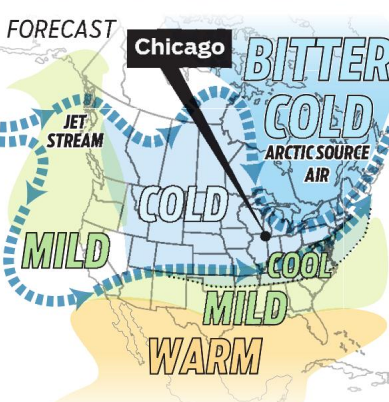 FORECAST
Chicago
BITTER
COLD
ARCTIC SOURCE
AIR
JET
STREAM
COLD
MILD
COOL
MILD
WARM